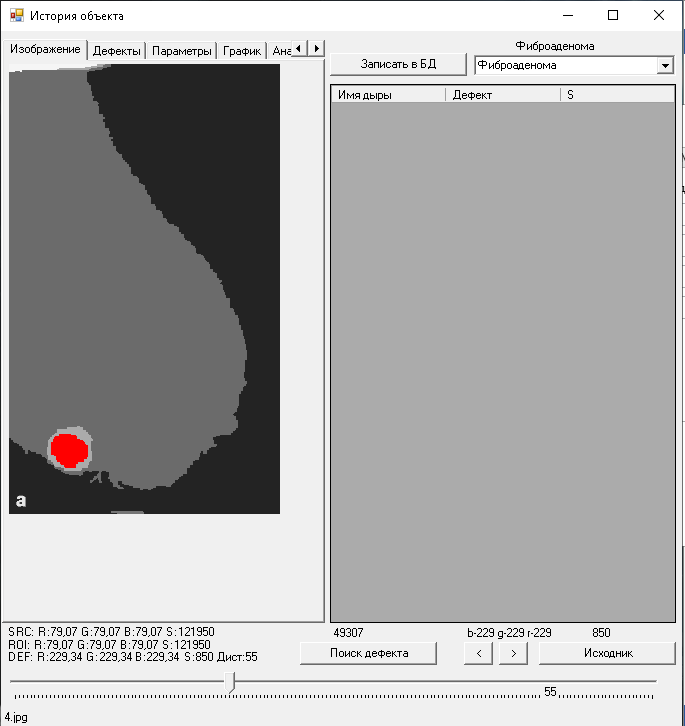 История объекта
Изображение Дефекты Параметры График Ана
Фиброаденома
Записать в БД
Фиброаденома
Имя дыры Дефект S
a
SRC: R:79,07 G:79,07 B:79,07 S:121950
ROI: R:79,07 G:79,07 B:79,07 S:121950
DEF: R:229,34 G:229,34 B:229,34 S:850 Дист:55
49307 b-229 g-229 r-229 850
Поиск дефекта < > Исходник
55
4.jpg